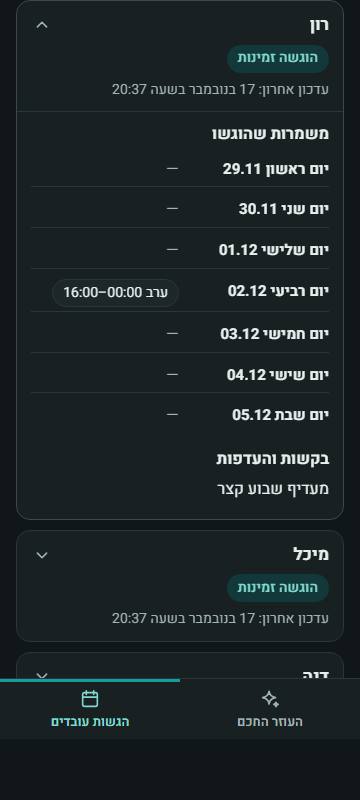 רון
הוגשה זמינות
עדכון אחרון: 17 בנובמבר בשעה 20:37
משמרות שהוגשו
יום ראשון 29.11 —
יום שני 30.11 —
יום שלישי 01.12 —
יום רביעי 02.12 ערב 16:00–00:00
יום חמישי 03.12 —
יום שישי 04.12 —
יום שבת 05.12 —
בקשות והעדפות
מעדיף שבוע קצר
מיכל
הוגשה זמינות
עדכון אחרון: 17 בנובמבר בשעה 20:37
העוזר החכם
הגשות עובדים